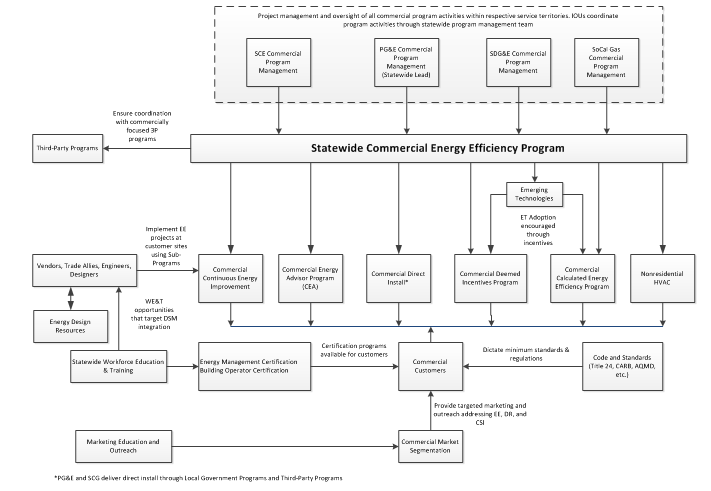 Project management and oversight of all commercial program activities within respective service territories. IOUs coordinate
program activities through statewide program management team
SCE Commercial
Program
Management
PG&E Commercial
Program
Management
(Statewide Lead)
SDG&E Commercial
Program
Management
SoCal Gas
Commercial
Program
Management
Ensure coordination
with commercially
focused 3P
programs
Third-Party Programs
Statewide Commercial Energy Efficiency Program
Emerging
Technologies
ET Adoption
encouraged
through
incentives
Implement EE
projects at
customer sites
using Sub-
Programs
Vendors, Trade Allies, Engineers,
Designers
Commercial
Continuous Energy
Improvement
Commercial Energy
Advisor Program
(CEA)
Commercial Direct
Install*
Commercial Deemed
Incentives Program
Commercial
Calculated Energy
Efficiency Program
Nonresidential
HVAC
Energy Design
Resources
WE&T
opportunities
that target DSM
integration
Statewide Workforce Education
& Training
Energy Management Certification
Building Operator Certification
Certification programs
available for customers
Commercial
Customers
Dictate minimum standards &
regulations
Code and Standards
(Title 24, CARB, AQMD,
etc.)
Provide targeted marketing and
outreach addressing EE, DR, and
CSI
Marketing Education and
Outreach
Commercial Market
Segmentation
*PG&E and SCG deliver direct install through Local Government Programs and Third-Party Programs